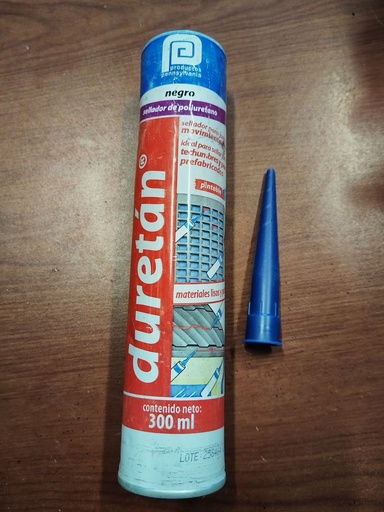 productos
pennsylvania
negro
sellador de poliuretano
sellador para
movimiento
ideal para
techumbres y
prefabricado
pintable
duretán®
materiales lisos y
contenido neto:
300 ml
LOTE